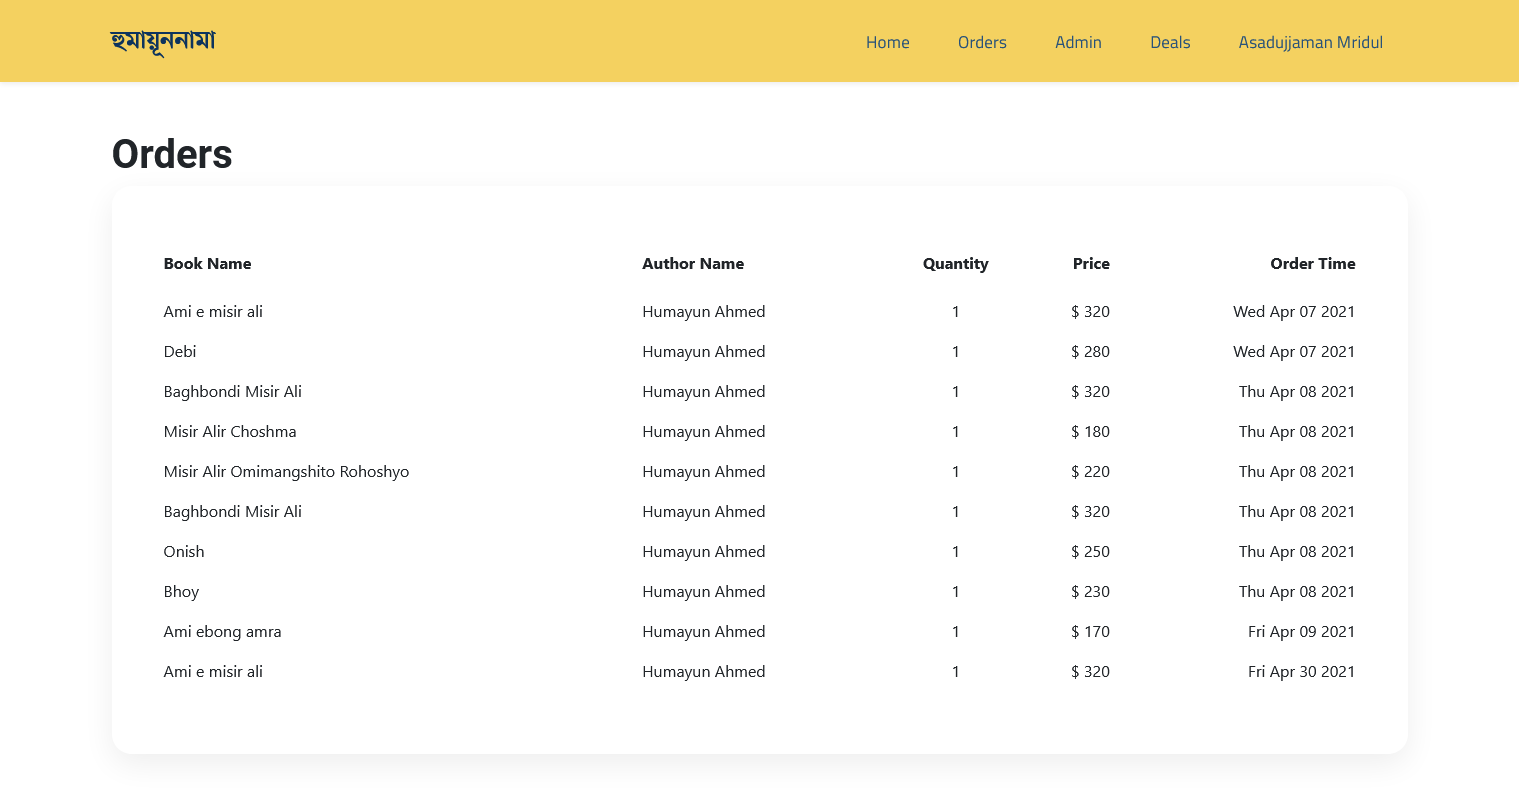 হুমায়ূননামা Home Orders Admin Deals Asadujjaman Mridul
Orders
Book Name Author Name Quantity Price Order Time
Ami e misir ali Humayun Ahmed 1 $ 320 Wed Apr 07 2021
Debi Humayun Ahmed 1 $ 280 Wed Apr 07 2021
Baghbondi Misir Ali Humayun Ahmed 1 $ 320 Thu Apr 08 2021
Misir Alir Choshma Humayun Ahmed 1 $ 180 Thu Apr 08 2021
Misir Alir Omimangshito Rohoshyo Humayun Ahmed 1 $ 220 Thu Apr 08 2021
Baghbondi Misir Ali Humayun Ahmed 1 $ 320 Thu Apr 08 2021
Onish Humayun Ahmed 1 $ 250 Thu Apr 08 2021
Bhoy Humayun Ahmed 1 $ 230 Thu Apr 08 2021
Ami ebong amra Humayun Ahmed 1 $ 170 Fri Apr 09 2021
Ami e misir ali Humayun Ahmed 1 $ 320 Fri Apr 30 2021